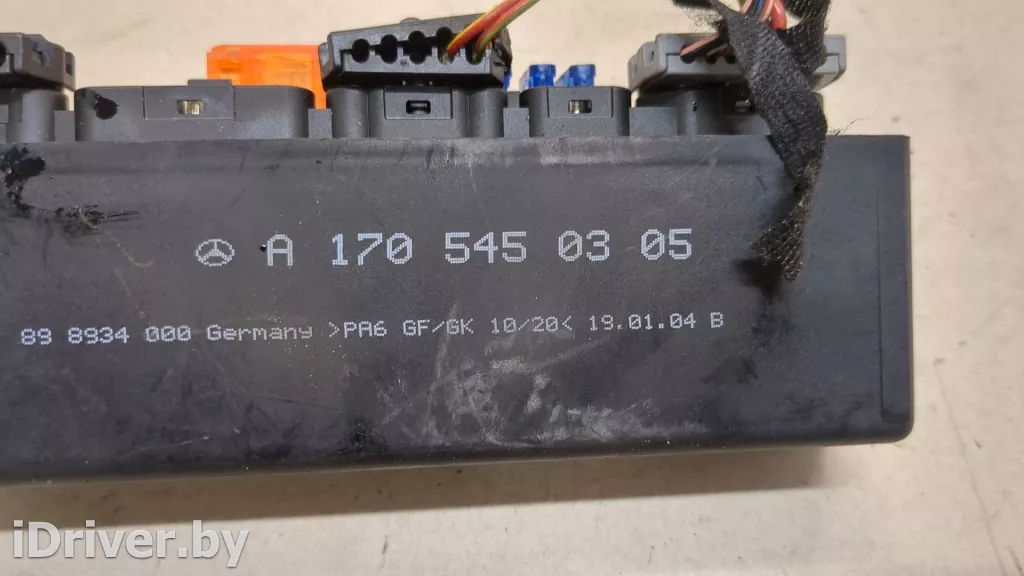 A 170 545 03 05
89 8934 000 Germany >PA6 GF/GK 10/20< 19.01.04 B
iDriver.by